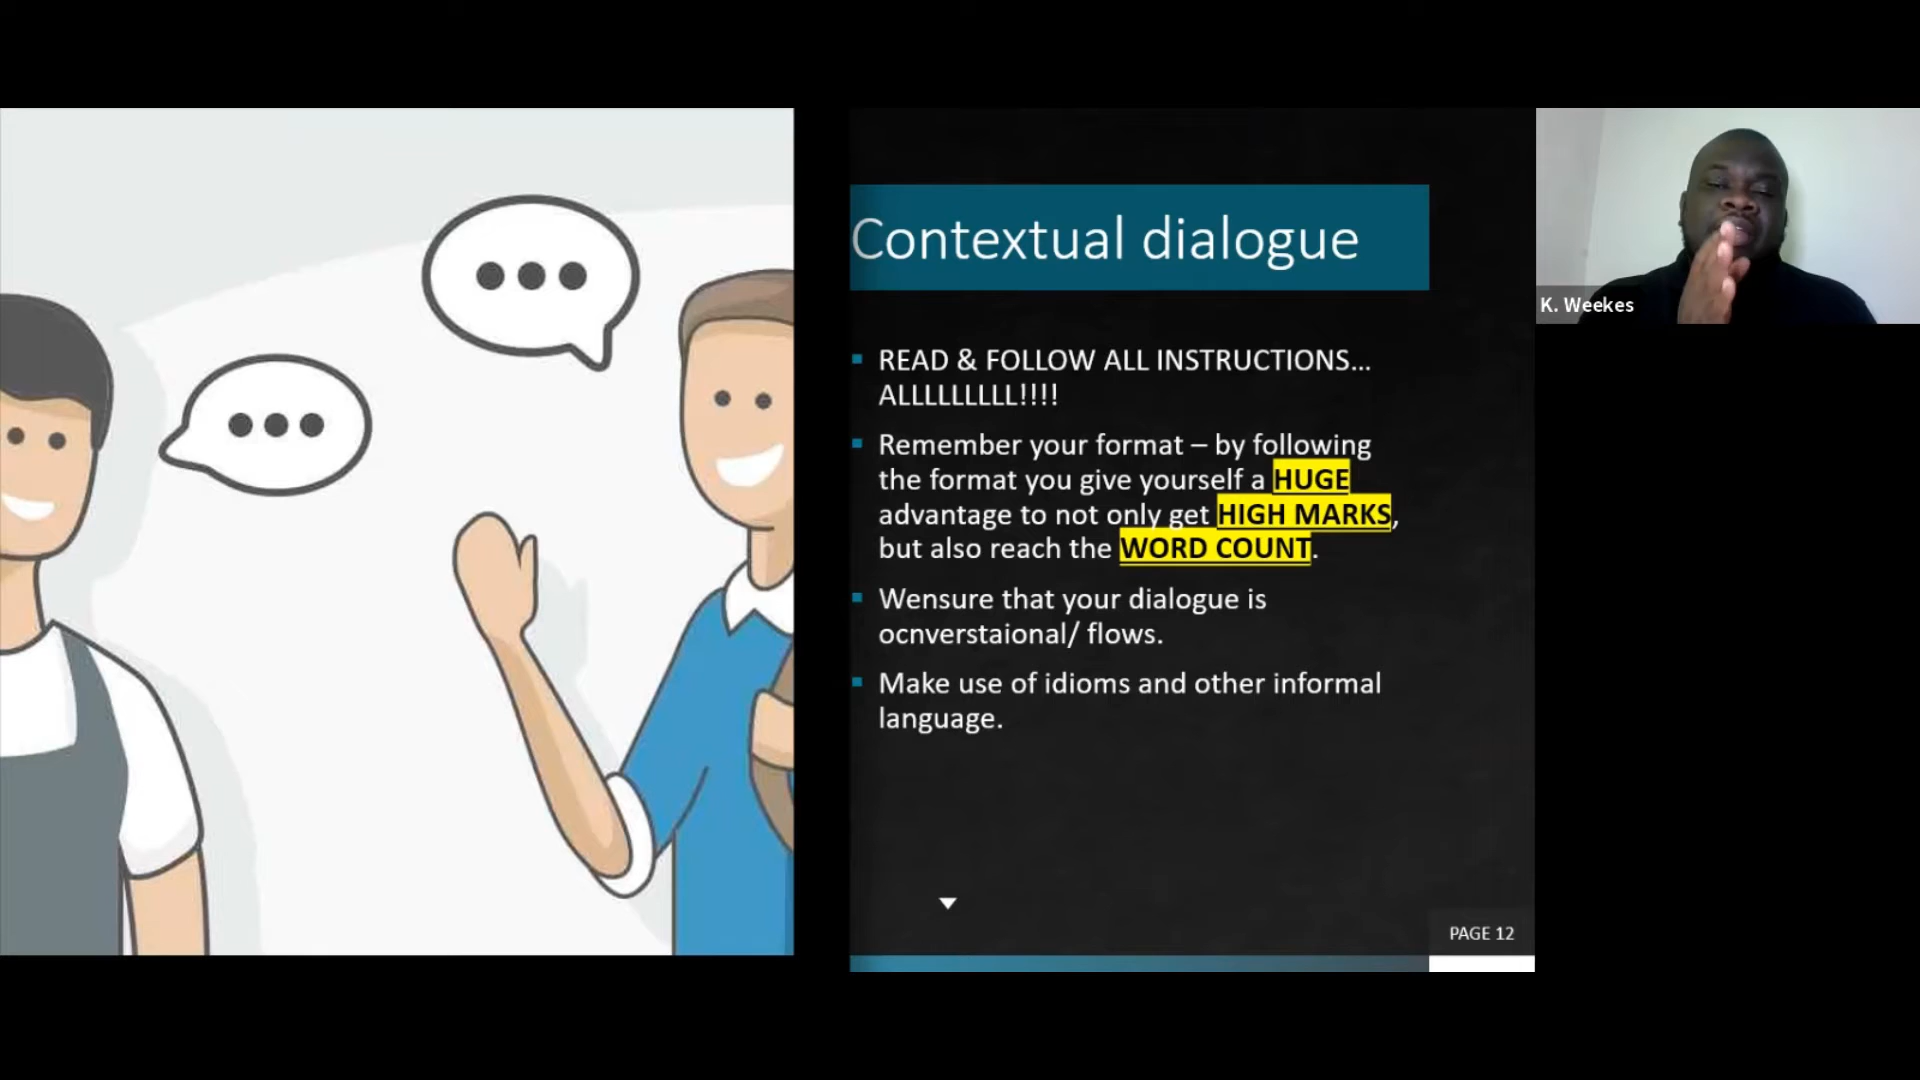 Contextual dialogue
READ & FOLLOW ALL INSTRUCTIONS...
ALLLLLLLLL!!!!
Remember your format – by following
the format you give yourself a HUGE
advantage to not only get HIGH MARKS,
but also reach the WORD COUNT.
Wensure that your dialogue is
ocnverstaional/ flows.
Make use of idioms and other informal
language.
PAGE 12
K. Weekes